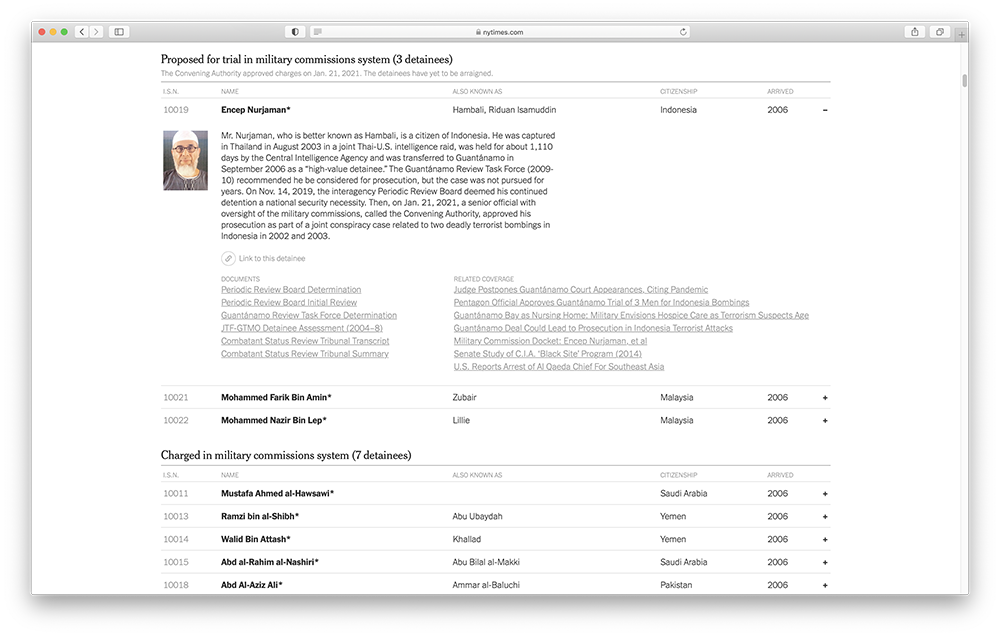 nytimes.com
Proposed for trial in military commissions system (3 detainees)
The Convening Authority approved charges on Jan. 21, 2021. The detainees have yet to be arraigned.
I.S.N. NAME ALSO KNOWN AS CITIZENSHIP ARRIVED
10019 Encep Nurjaman* Hambali, Riduan Isamuddin Indonesia 2006 –
Mr. Nurjaman, who is better known as Hambali, is a citizen of Indonesia. He was captured
in Thailand in August 2003 in a joint Thai-U.S. intelligence raid, was held for about 1,110
days by the Central Intelligence Agency and was transferred to Guantánamo in
September 2006 as a “high-value detainee.” The Guantánamo Review Task Force (2009-
10) recommended he be considered for prosecution, but the case was not pursued for
years. On Nov. 14, 2019, the interagency Periodic Review Board deemed his continued
detention a national security necessity. Then, on Jan. 21, 2021, a senior official with
oversight of the military commissions, called the Convening Authority, approved his
prosecution as part of a joint conspiracy case related to two deadly terrorist bombings in
Indonesia in 2002 and 2003.
Link to this detainee
DOCUMENTS
Periodic Review Board Determination
Periodic Review Board Initial Review
Guantánamo Review Task Force Determination
JTF-GTMO Detainee Assessment (2004–8)
Combatant Status Review Tribunal Transcript
Combatant Status Review Tribunal Summary
RELATED COVERAGE
Judge Postpones Guantánamo Court Appearances, Citing Pandemic
Pentagon Official Approves Guantánamo Trial of 3 Men for Indonesia Bombings
Guantánamo Bay as Nursing Home: Military Envisions Hospice Care as Terrorism Suspects Age
Guantánamo Deal Could Lead to Prosecution in Indonesia Terrorist Attacks
Military Commission Docket: Encep Nurjaman, et al
Senate Study of C.I.A. ‘Black Site’ Program (2014)
U.S. Reports Arrest of Al Qaeda Chief For Southeast Asia
10021 Mohammed Farik Bin Amin* Zubair Malaysia 2006 +
10022 Mohammed Nazir Bin Lep* Lillie Malaysia 2006 +
Charged in military commissions system (7 detainees)
I.S.N. NAME ALSO KNOWN AS CITIZENSHIP ARRIVED
10011 Mustafa Ahmed al-Hawsawi* Saudi Arabia 2006 +
10013 Ramzi bin al-Shibh* Abu Ubaydah Yemen 2006 +
10014 Walid Bin Attash* Khallad Yemen 2006 +
10015 Abd al-Rahim al-Nashiri* Abu Bilal al-Makki Saudi Arabia 2006 +
10018 Abd Al-Aziz Ali* Ammar al-Baluchi Pakistan 2006 +